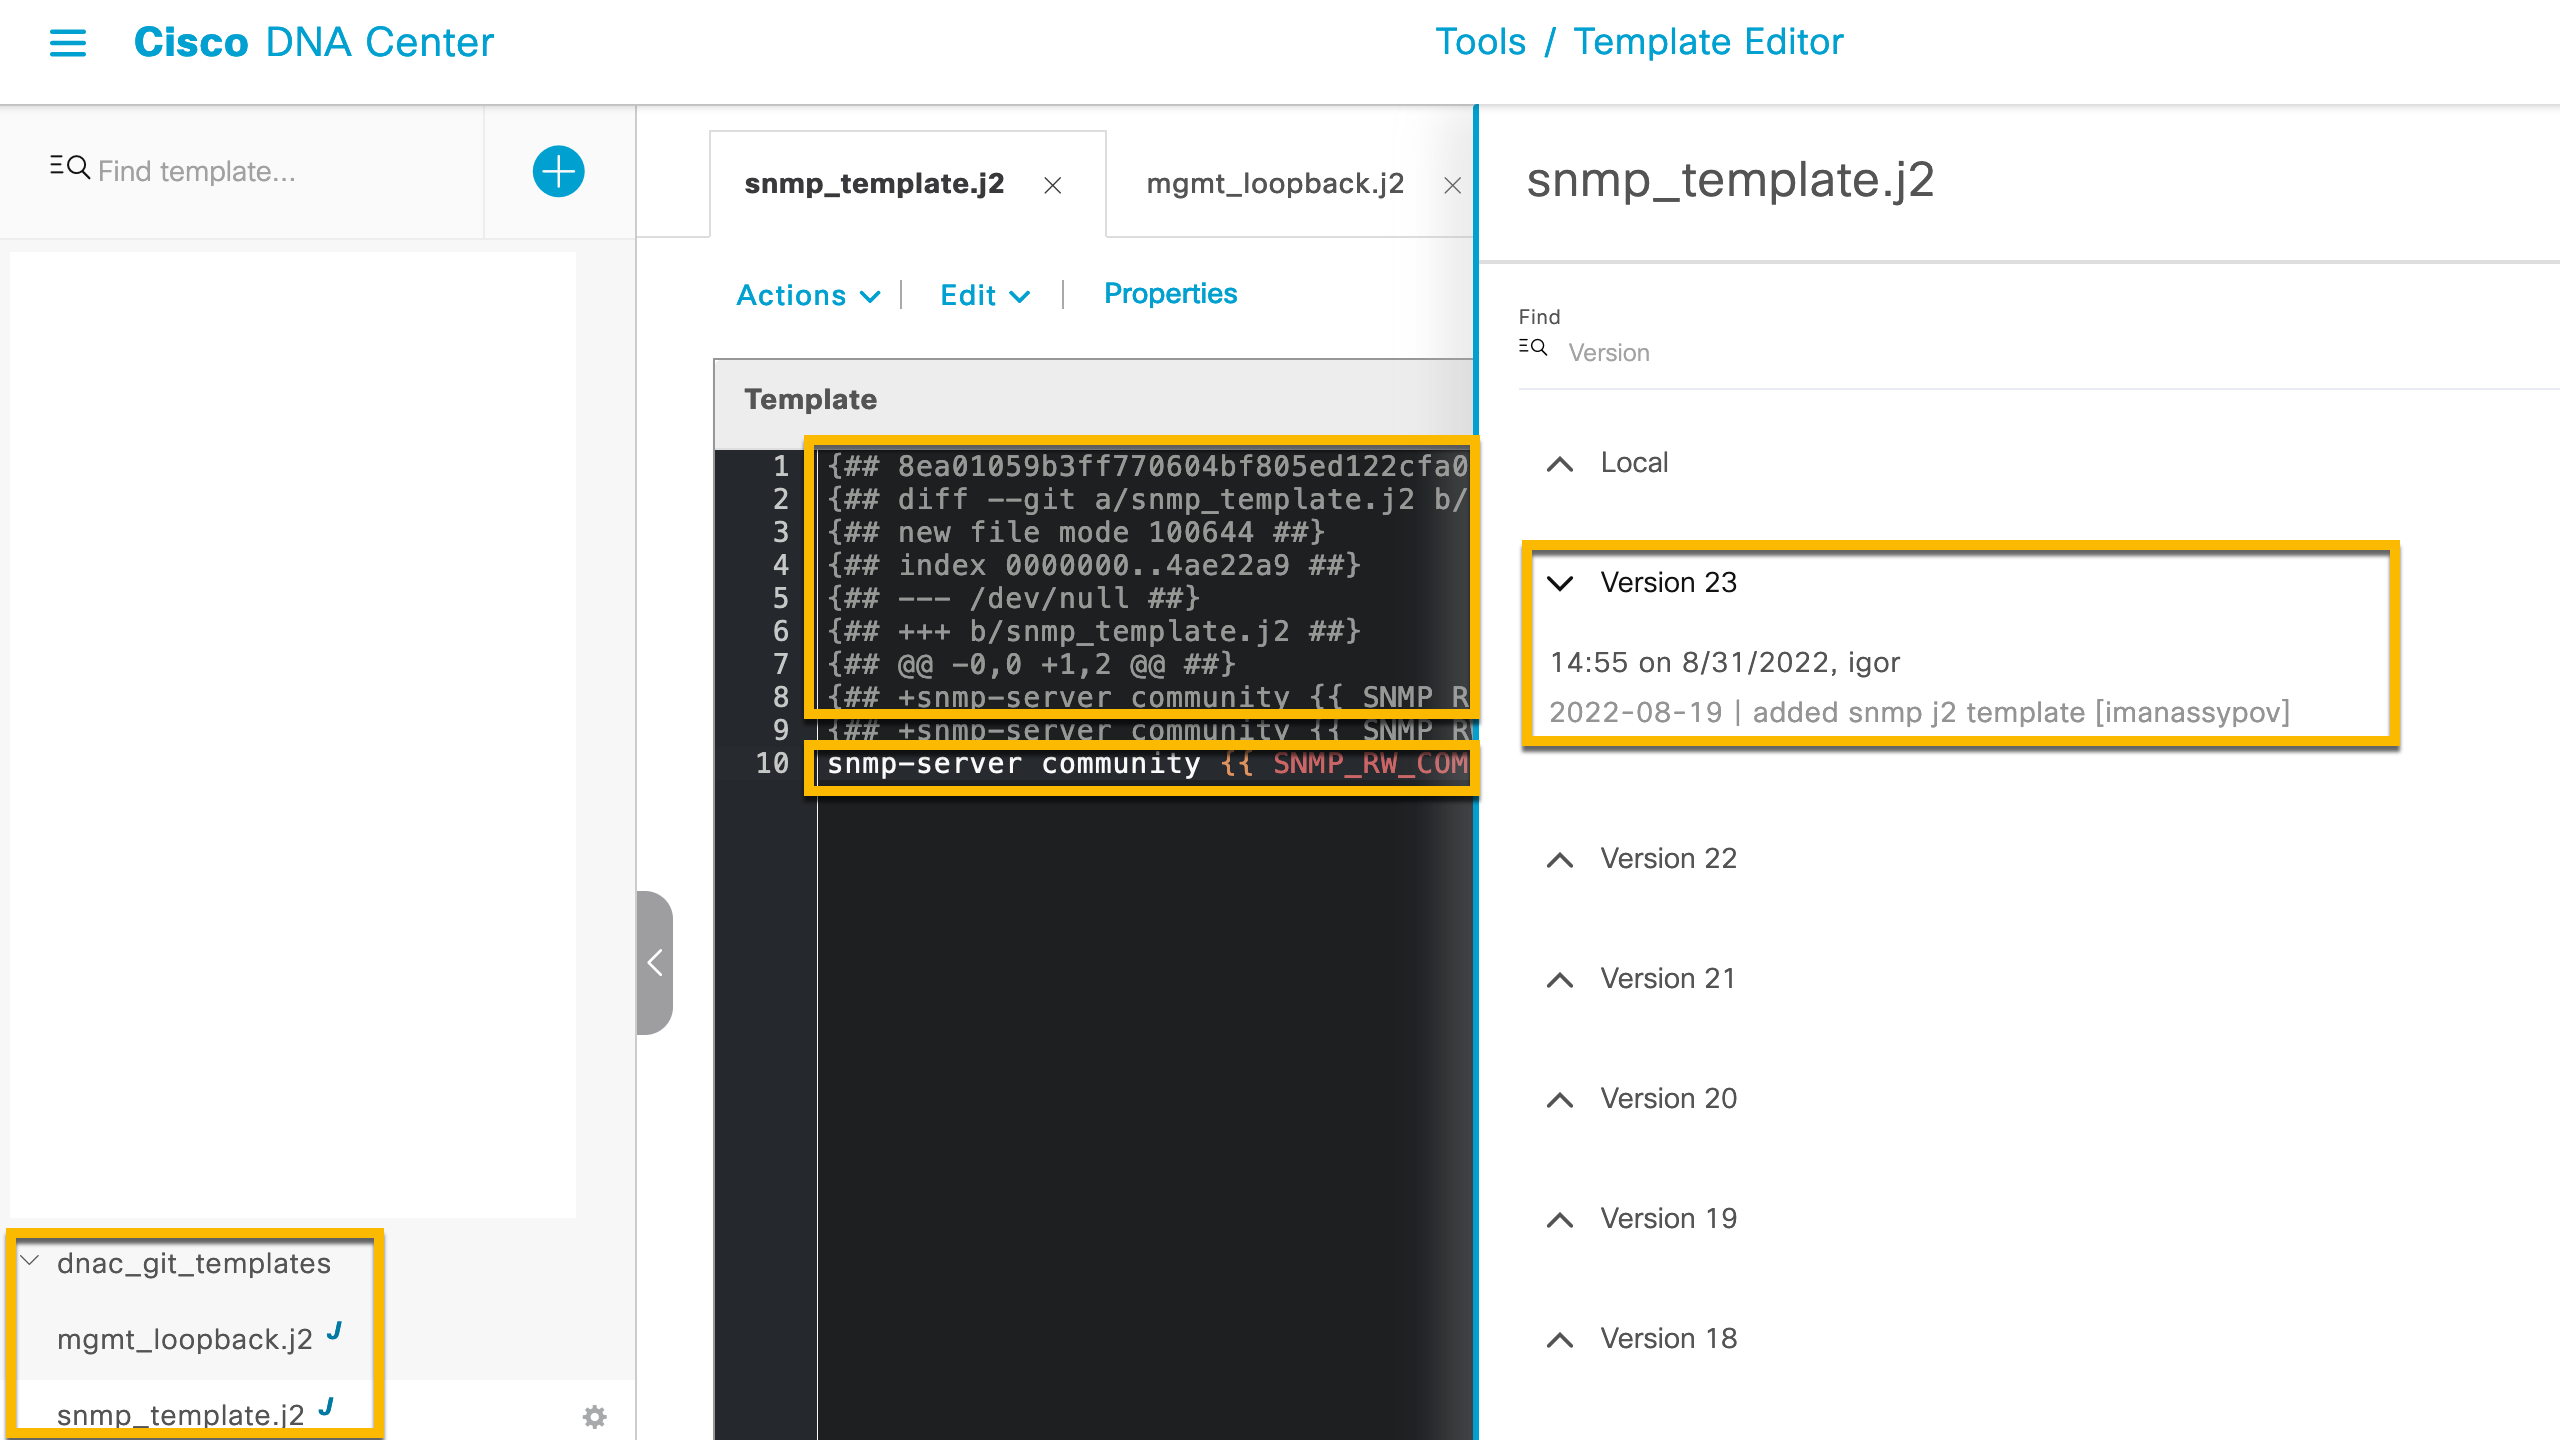 Cisco DNA Center
Tools / Template Editor
Find template...
dnac_git_templates
mgmt_loopback.j2 J
snmp_template.j2 J
snmp_template.j2
mgmt_loopback.j2
Actions | Edit | Properties
Template
1 {## 8ea01059b3ff770604bf805ed122cfa0
2 {## diff --git a/snmp_template.j2 b/
3 {## new file mode 100644 ##}
4 {## index 0000000..4ae22a9 ##}
5 {## --- /dev/null ##}
6 {## +++ b/snmp_template.j2 ##}
7 {## @@ -0,0 +1,2 @@ ##}
8 {## +snmp-server community {{ SNMP_R
9 {## +snmp-server community {{ SNMP_R
10 snmp-server community {{ SNMP_RW_COM
snmp_template.j2
Find
Version
Local
Version 23
14:55 on 8/31/2022, igor
2022-08-19 | added snmp j2 template [imanassypov]
Version 22
Version 21
Version 20
Version 19
Version 18